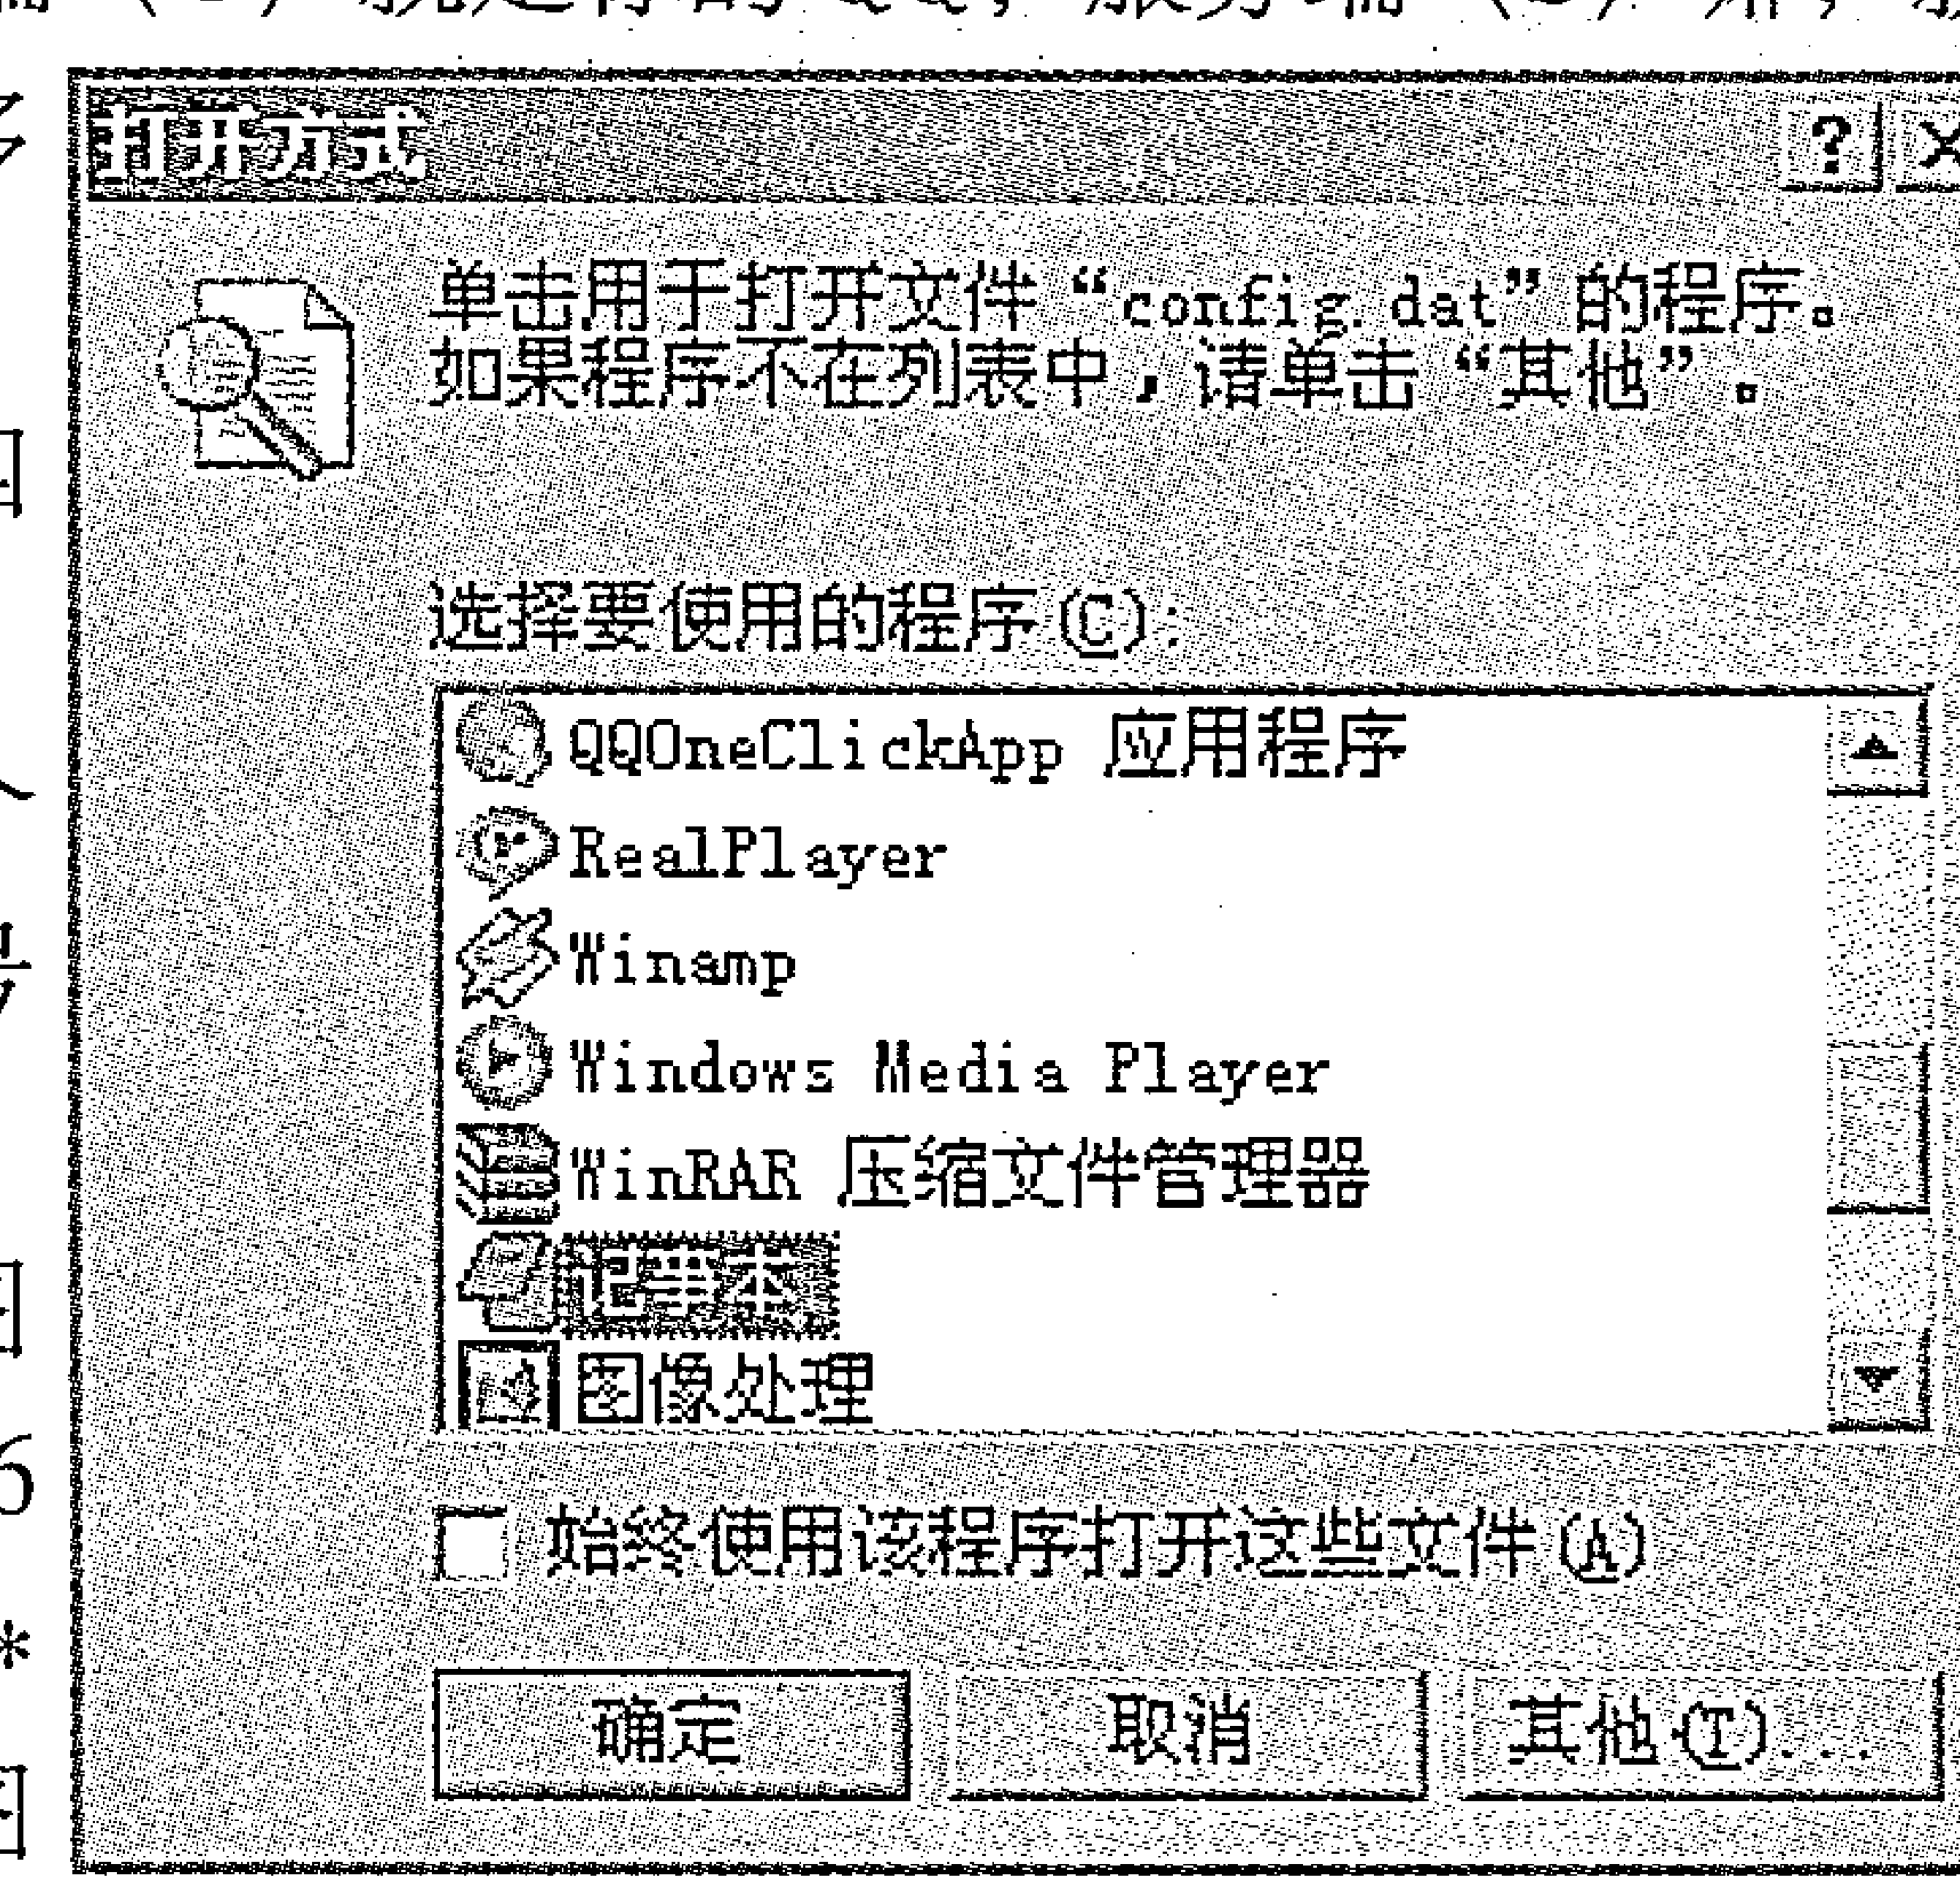 打开方式
单击用于打开文件“config.dat”的程序。
如果程序不在列表中，请单击“其他”。
选择要使用的程序(C):
QQOneClickApp 应用程序
RealPlayer
Winamp
Windows Media Player
WinRAR 压缩文件管理器
记事本
图像处理
始终使用该程序打开这些文件(A)
确定
取消
其他(T)...